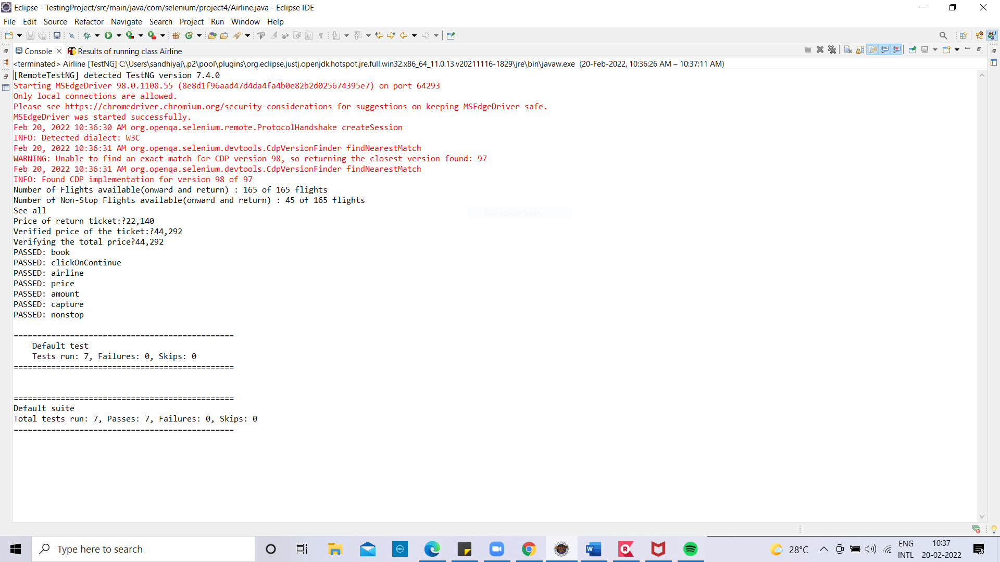 Eclipse - TestingProject/src/main/java/com/selenium/project4/Airline.java - Eclipse IDE
File Edit Source Refactor Navigate Search Project Run Window Help
Console Results of running class Airline
<terminated> Airline [TestNG] C:\Users\sandhiyaj\.p2\pool\plugins\org.eclipse.justj.openjdk.hotspot.jre.full.win32.x86_64_11.0.13.v20211116-1829\jre\bin\javaw.exe (20-Feb-2022, 10:36:26 AM – 10:37:11 AM)
[RemoteTestNG] detected TestNG version 7.4.0
Starting MSEdgeDriver 98.0.1108.55 (8e8d1f96aad47d4da4fa4b0e82b2d025674395e7) on port 64293
Only local connections are allowed.
Please see https://chromedriver.chromium.org/security-considerations for suggestions on keeping MSEdgeDriver safe.
MSEdgeDriver was started successfully.
Feb 20, 2022 10:36:30 AM org.openqa.selenium.remote.ProtocolHandshake createSession
INFO: Detected dialect: W3C
Feb 20, 2022 10:36:31 AM org.openqa.selenium.devtools.CdpVersionFinder findNearestMatch
WARNING: Unable to find an exact match for CDP version 98, so returning the closest version found: 97
Feb 20, 2022 10:36:31 AM org.openqa.selenium.devtools.CdpVersionFinder findNearestMatch
INFO: Found CDP implementation for version 98 of 97
Number of Flights available(onward and return) : 165 of 165 flights
Number of Non-Stop Flights available(onward and return) : 45 of 165 flights
See all
Full-screen Snip
Price of return ticket:?22,140
Verified price of the ticket:?44,292
Verifying the total price?44,292
PASSED: book
PASSED: clickOnContinue
PASSED: airline
PASSED: price
PASSED: amount
PASSED: capture
PASSED: nonstop
===============================================
Default test
Tests run: 7, Failures: 0, Skips: 0
===============================================
===============================================
Default suite
Total tests run: 7, Passes: 7, Failures: 0, Skips: 0
===============================================
Type here to search
DELL
28°C
ENG
INTL
10:37
20-02-2022